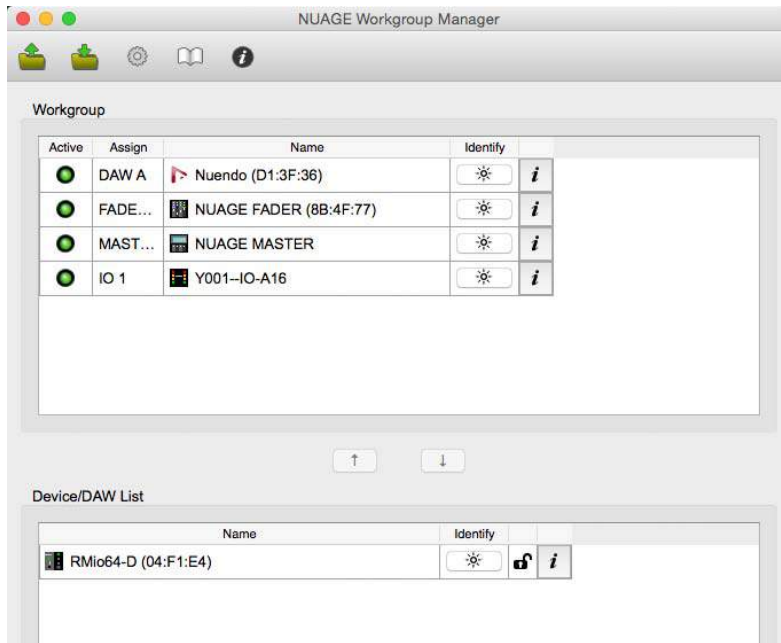 NUAGE Workgroup Manager
Workgroup
Active Assign Name Identify
DAW A Nuendo (D1:3F:36) i
FADE... NUAGE FADER (8B:4F:77) i
MAST... NUAGE MASTER i
IO 1 Y001--IO-A16 i
Device/DAW List
Name Identify
RMio64-D (04:F1:E4) i